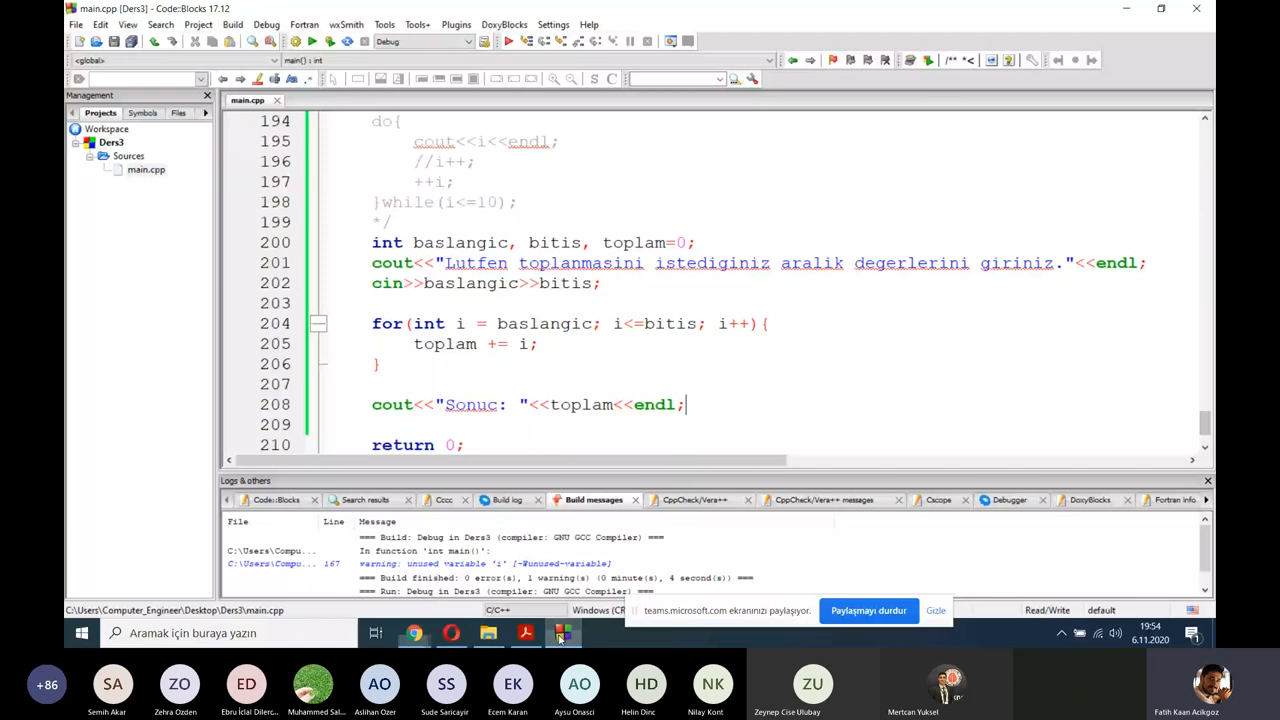 main.cpp [Ders3] - Code::Blocks 17.12
File Edit View Search Project Build Debug Fortran wxSmith Tools Tools+ Plugins DoxyBlocks Settings Help
Debug
<global> main() : int
/** *<
S C
Management
main.cpp
Projects Symbols Files
Workspace
Ders3
Sources
main.cpp
194 do{
195 cout<<i<<endl;
196 //i++;
197 ++i;
198 }while(i<=10);
199 */
200 int baslangic, bitis, toplam=0;
201 cout<<"Lutfen toplanmasini istediginiz aralik degerlerini giriniz."<<endl;
202 cin>>baslangic>>bitis;
203
204 for(int i = baslangic; i<=bitis; i++){
205 toplam += i;
206 }
207
208 cout<<"Sonuc: "<<toplam<<endl;
209
210 return 0;
Logs & others
Code::Blocks Search results Cccc Build log Build messages CppCheck/Vera++ CppCheck/Vera++ messages Cscope Debugger DoxyBlocks Fortran info
File Line Message
=== Build: Debug in Ders3 (compiler: GNU GCC Compiler) ===
C:\Users\Compu... In function 'int main()':
C:\Users\Compu... 167 warning: unused variable 'i' [-Wunused-variable]
=== Build finished: 0 error(s), 1 warning(s) (0 minute(s), 4 second(s)) ===
=== Run: Debug in Ders3 (compiler: GNU GCC Compiler) ===
C:\Users\Computer_Engineer\Desktop\Ders3\main.cpp C/C++ Windows (CR Read/Write default
teams.microsoft.com ekranınızı paylaşıyor. Paylaşmayı durdur Gizle
Aramak için buraya yazın
19:54
6.11.2020
1
+86 SA ZO ED AO SS EK AO HD NK ZU
Semih Akar Zehra Ozden Ebru İclal Dilerc... Muhammed Sal... Aslihan Ozer Sude Saricayir Ecem Karan Aysu Onasci Helin Dinc Nilay Kont Zeynep Cise Ulubay Mertcan Yuksel Fatih Kaan Acikgoz